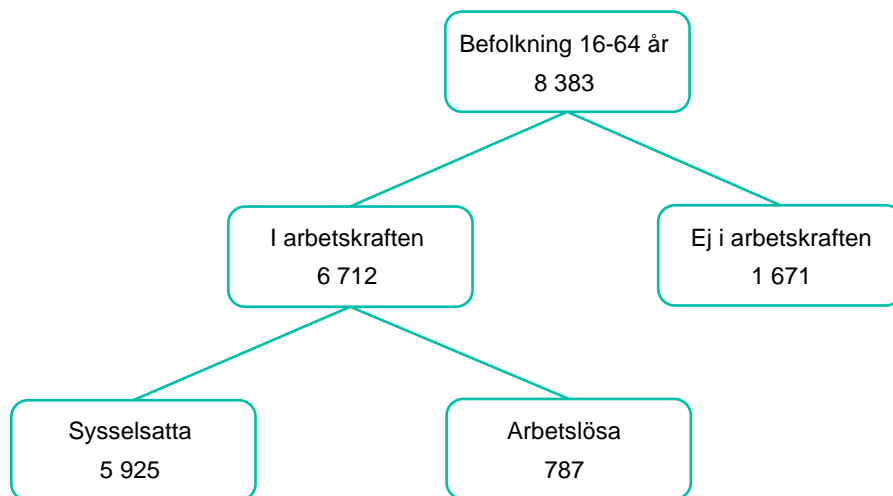 Befolkning 16-64 år
8 383
I arbetskraften
6 712
Ej i arbetskraften
1 671
Sysselsatta
5 925
Arbetslösa
787